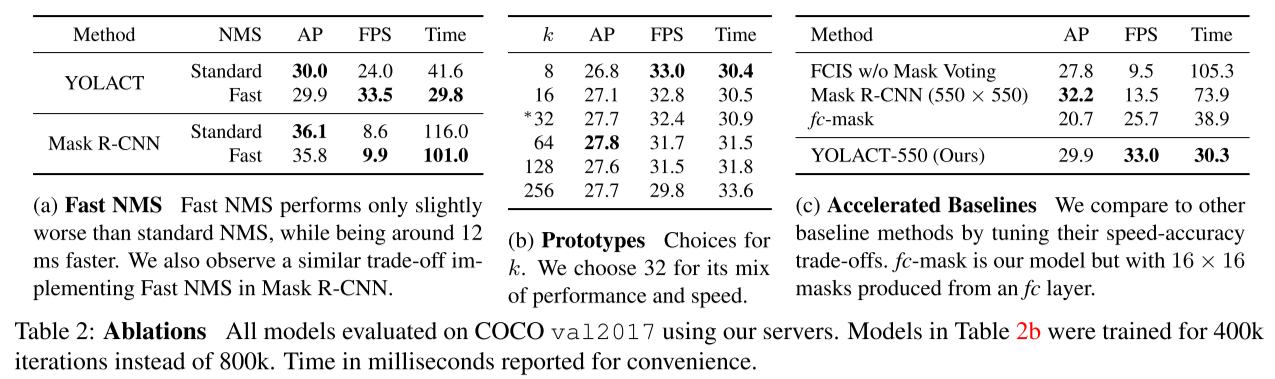 Method NMS AP FPS Time
YOLACT
Standard 30.0 24.0 41.6
Fast 29.9 33.5 29.8
Mask R-CNN
Standard 36.1 8.6 116.0
Fast 35.8 9.9 101.0
(a) Fast NMS Fast NMS performs only slightly
worse than standard NMS, while being around 12
ms faster. We also observe a similar trade-off im-
plementing Fast NMS in Mask R-CNN.
k AP FPS Time
8 26.8 33.0 30.4
16 27.1 32.8 30.5
*32 27.7 32.4 30.9
64 27.8 31.7 31.5
128 27.6 31.5 31.8
256 27.7 29.8 33.6
(b) Prototypes Choices for
k. We choose 32 for its mix
of performance and speed.
Method AP FPS Time
FCIS w/o Mask Voting 27.8 9.5 105.3
Mask R-CNN (550 × 550) 32.2 13.5 73.9
fc-mask 20.7 25.7 38.9
YOLACT-550 (Ours) 29.9 33.0 30.3
(c) Accelerated Baselines We compare to other
baseline methods by tuning their speed-accuracy
trade-offs. fc-mask is our model but with 16 × 16
masks produced from an fc layer.
Table 2: Ablations All models evaluated on COCO val2017 using our servers. Models in Table 2b were trained for 400k
iterations instead of 800k. Time in milliseconds reported for convenience.